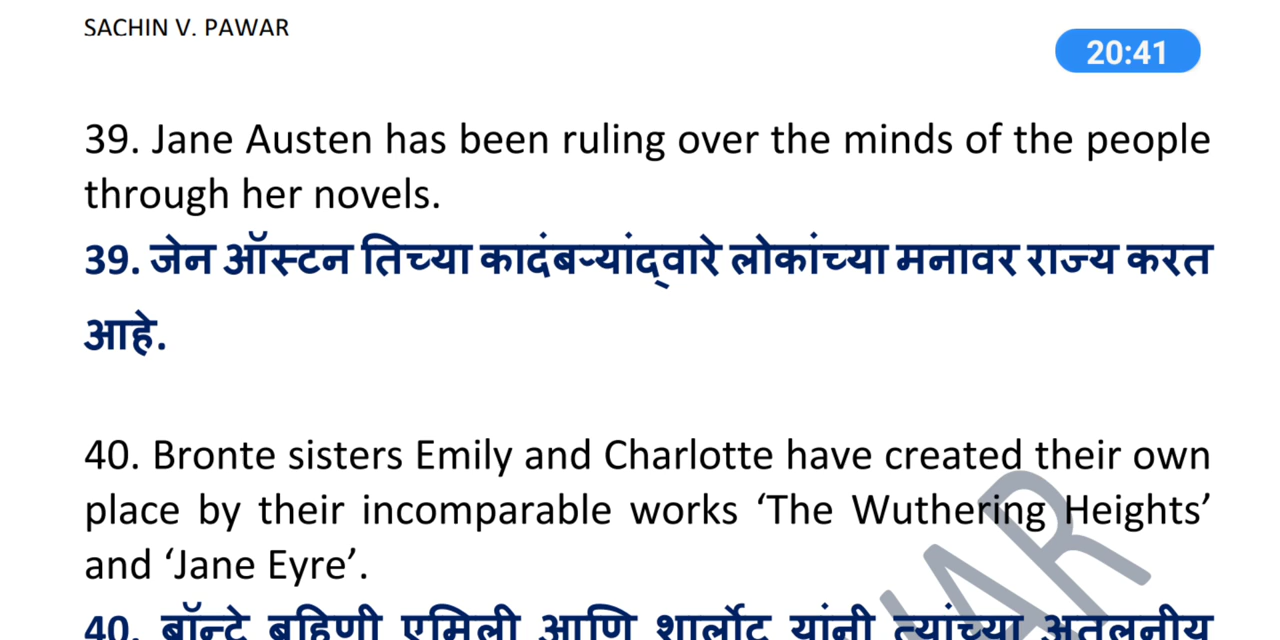 SACHIN V. PAWAR
20:41
39. Jane Austen has been ruling over the minds of the people
through her novels.
39. जेन ऑस्टन तिच्या कादंबऱ्यांद्वारे लोकांच्या मनावर राज्य करत
आहे.
40. Bronte sisters Emily and Charlotte have created their own
place by their incomparable works ‘The Wuthering Heights’
and ‘Jane Eyre’.
40. बॉन्टे बहिणी एमिली आणि शार्लोट यांनी त्यांच्या अतुलनीय